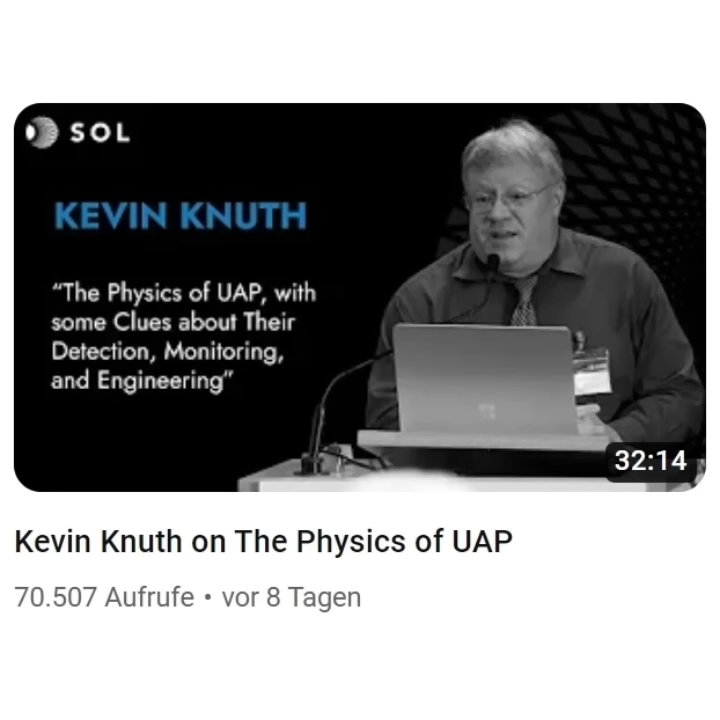 SOL
KEVIN KNUTH
“The Physics of UAP, with
some Clues about Their
Detection, Monitoring,
and Engineering”
32:14
Kevin Knuth on The Physics of UAP
70.507 Aufrufe • vor 8 Tagen